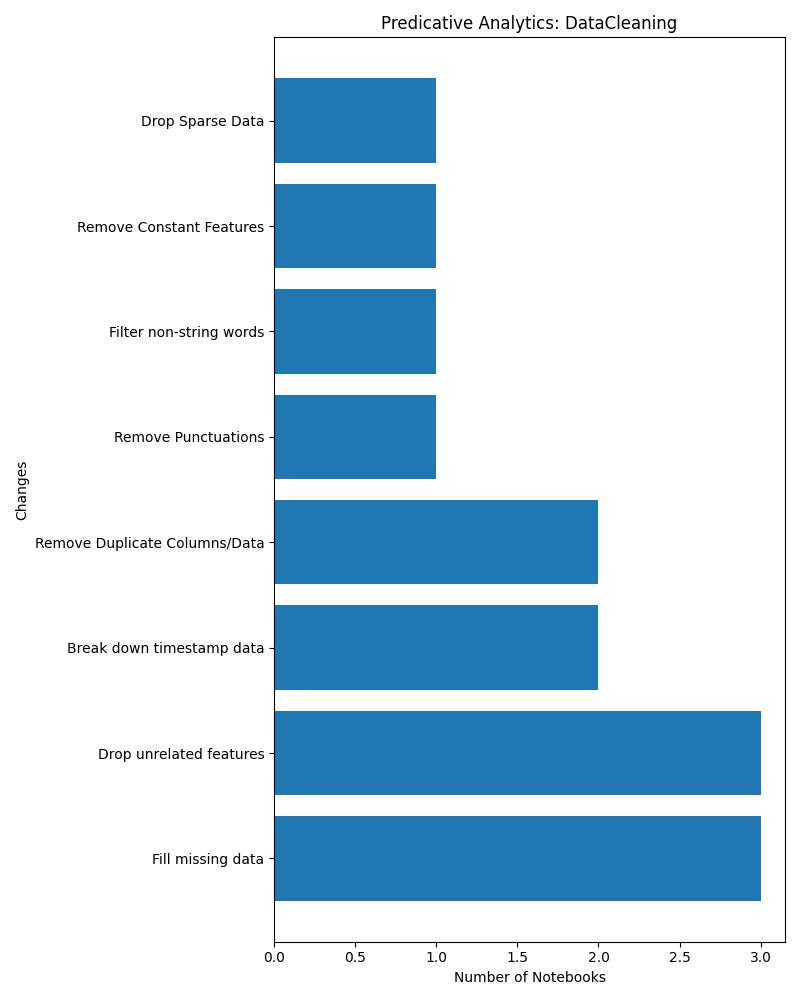 Predicative Analytics: DataCleaning
Drop Sparse Data
Remove Constant Features
Filter non-string words
Remove Punctuations
Changes
Remove Duplicate Columns/Data
Break down timestamp data
Drop unrelated features
Fill missing data
0.0 0.5 1.0 1.5 2.0 2.5 3.0
Number of Notebooks